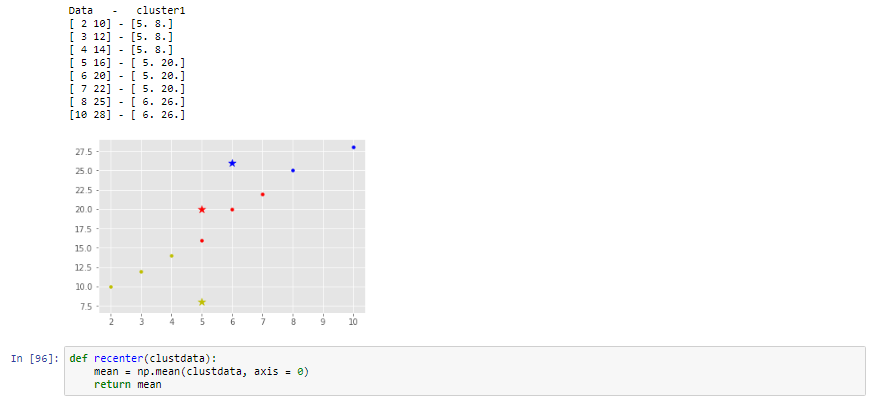 Data   -   cluster1
[ 2 10] - [5. 8.]
[ 3 12] - [5. 8.]
[ 4 14] - [5. 8.]
[ 5 16] - [ 5. 20.]
[ 6 20] - [ 5. 20.]
[ 7 22] - [ 5. 20.]
[ 8 25] - [ 6. 26.]
[10 28] - [ 6. 26.]
27.5
25.0
22.5
20.0
17.5
15.0
12.5
10.0
7.5
2 3 4 5 6 7 8 9 10
In [96]: def recenter(clustdata):
    mean = np.mean(clustdata, axis = 0)
    return mean